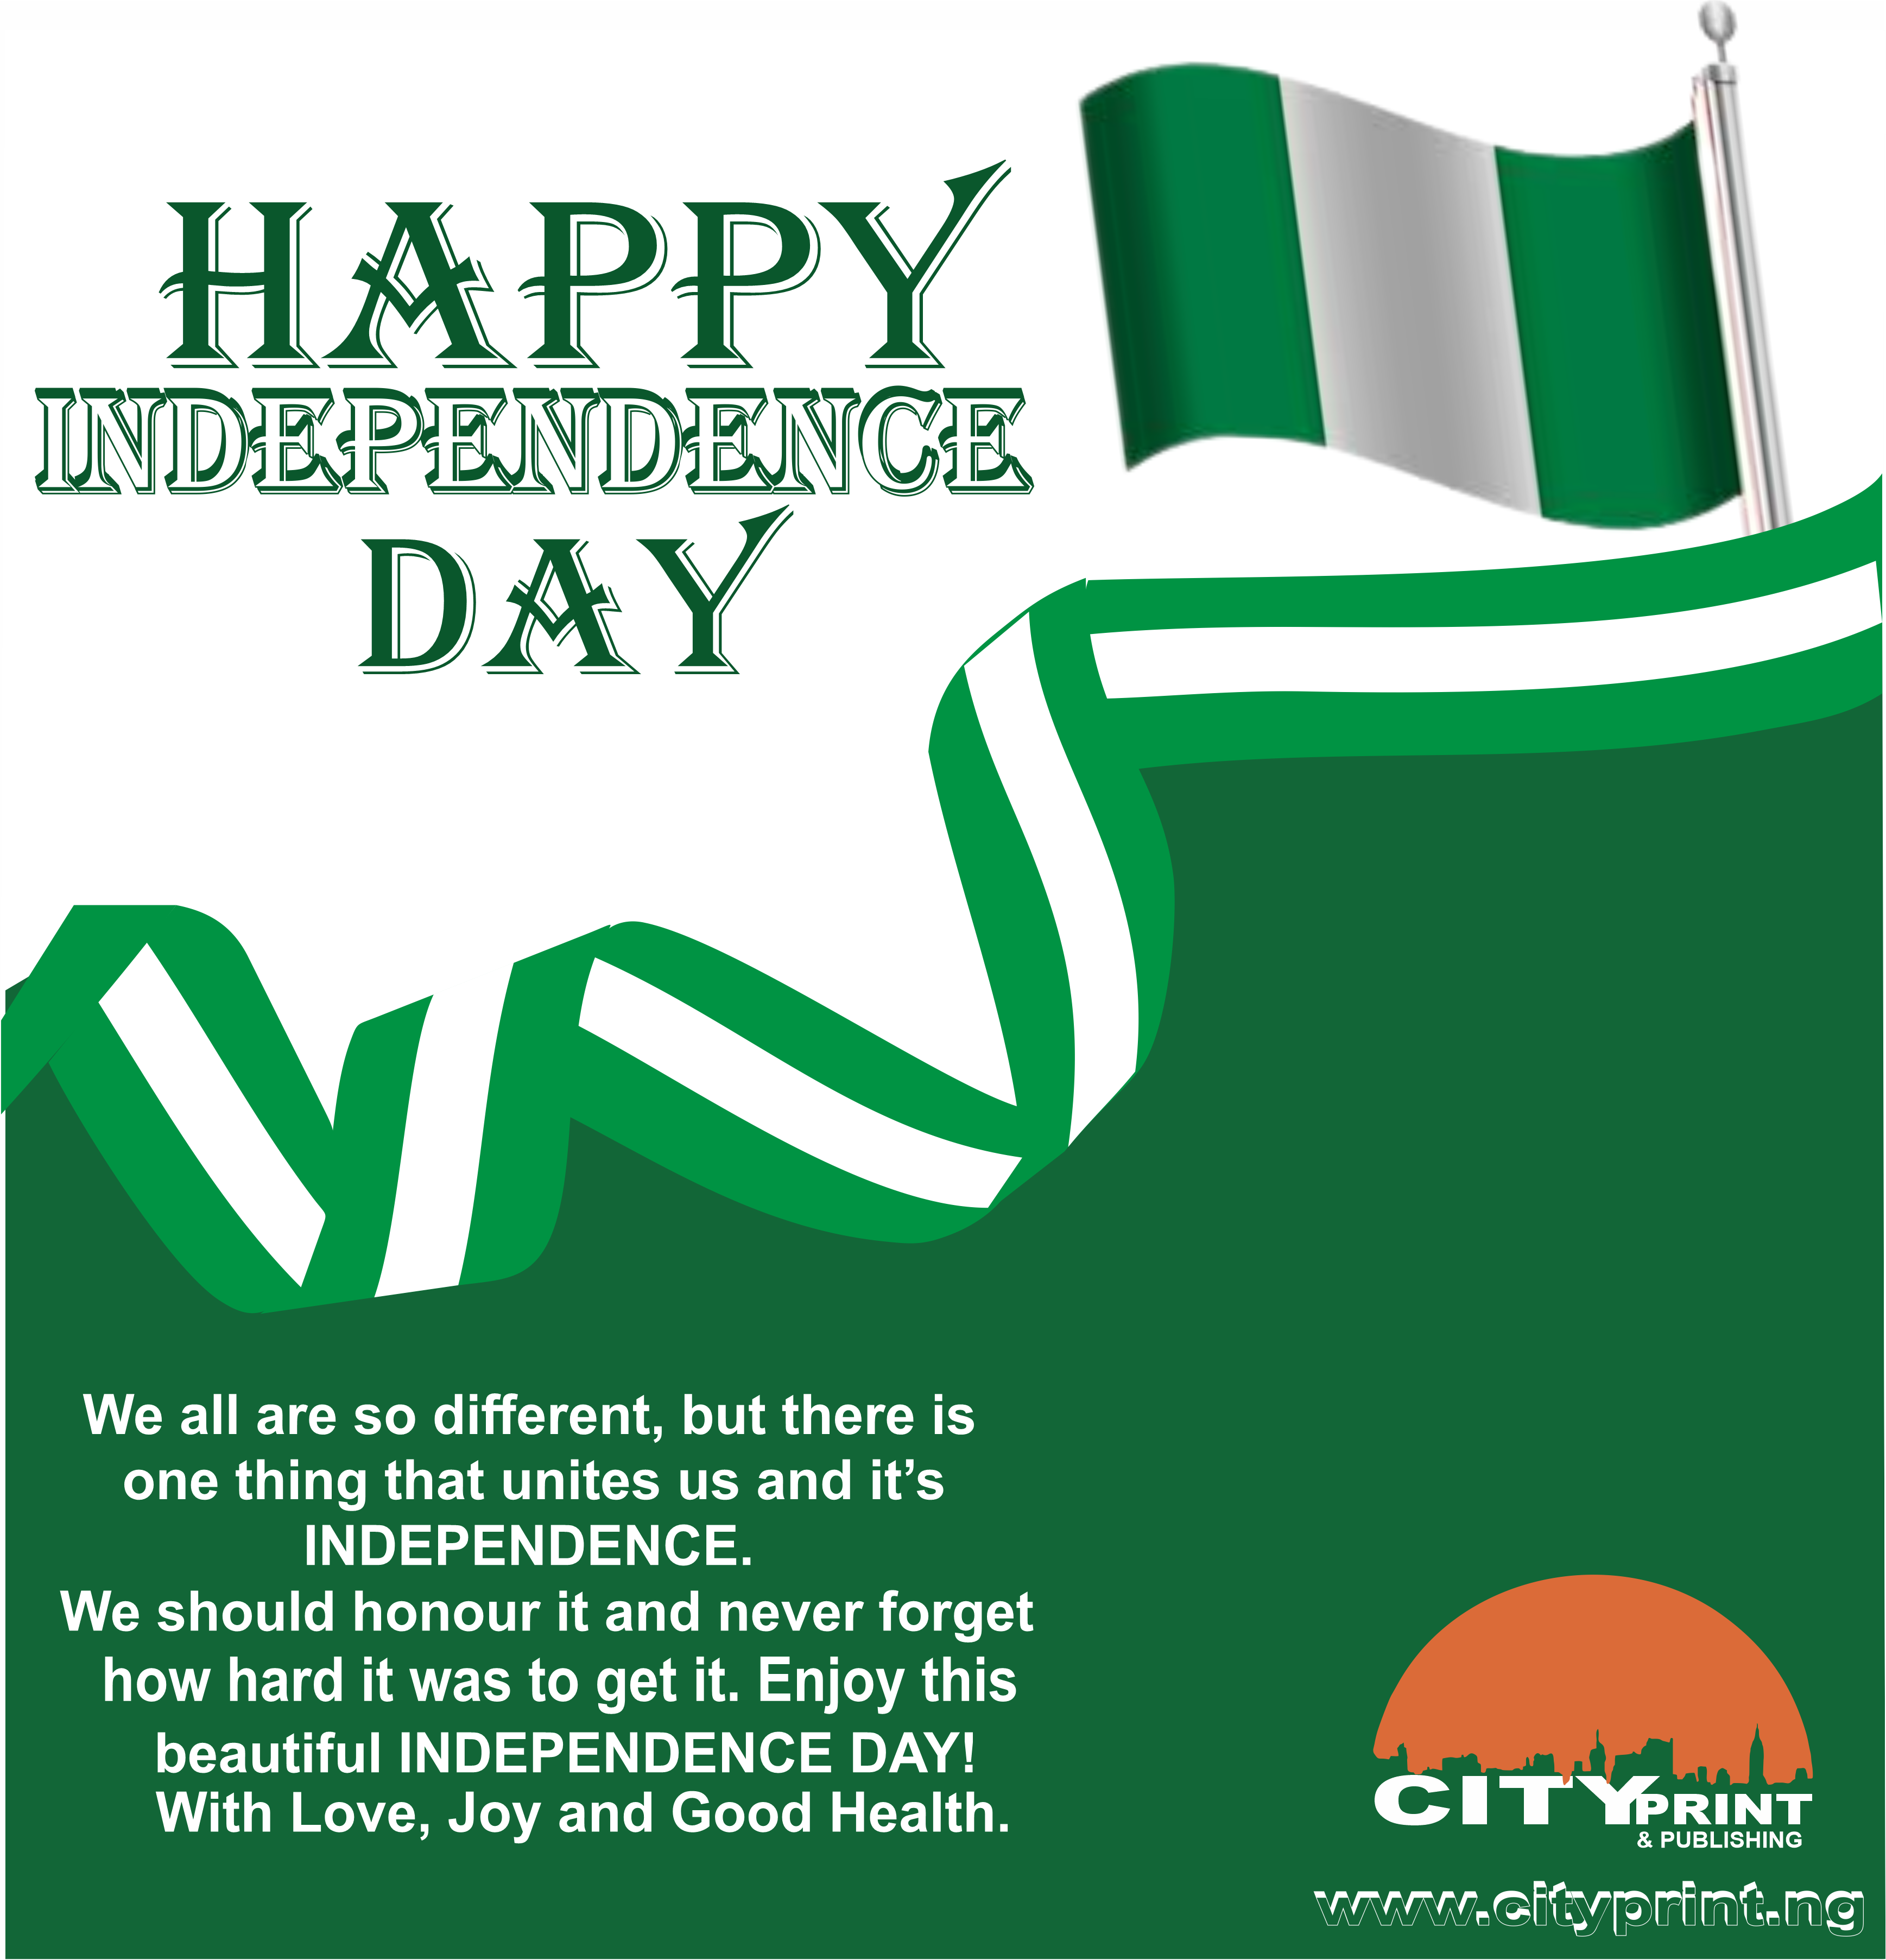 HAPPY
INDEPENDENCE
DAY
We all are so different, but there is
one thing that unites us and it’s
INDEPENDENCE.
We should honour it and never forget
how hard it was to get it. Enjoy this
beautiful INDEPENDENCE DAY!
With Love, Joy and Good Health.
CITYPRINT
& PUBLISHING
www.cityprint.ng